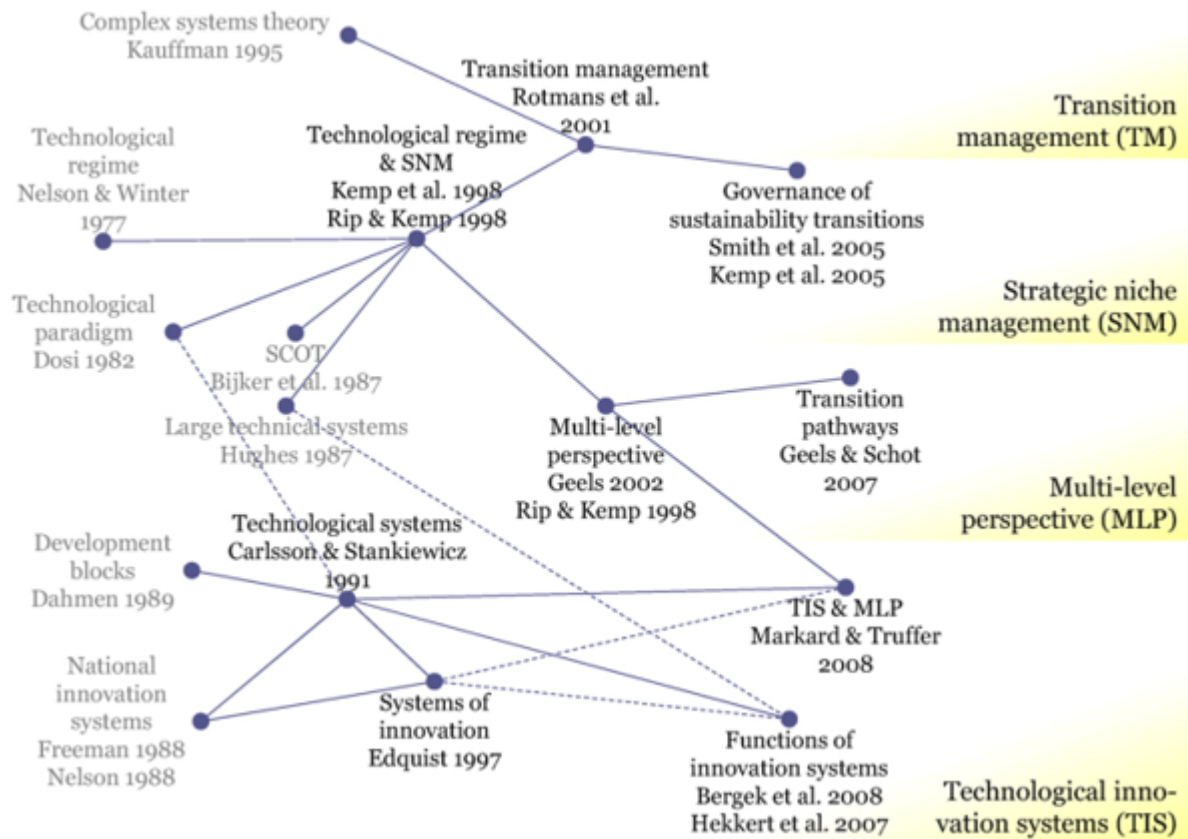 Complex systems theory
Kauffman 1995
Transition management
Rotmans et al.
2001
Transition
management (TM)
Technological
regime
Nelson & Winter
1977
Technological regime
& SNM
Kemp et al. 1998
Rip & Kemp 1998
Governance of
sustainability transitions
Smith et al. 2005
Kemp et al. 2005
Strategic niche
management (SNM)
Technological
paradigm
Dosi 1982
SCOT
Bijker et al. 1987
Large technical systems
Hughes 1987
Multi-level
perspective
Geels 2002
Rip & Kemp 1998
Transition
pathways
Geels & Schot
2007
Multi-level
perspective (MLP)
Technological systems
Carlsson & Stankiewicz
1991
Development
blocks
Dahmen 1989
TIS & MLP
Markard & Truffer
2008
National
innovation
systems
Freeman 1988
Nelson 1988
Systems of
innovation
Edquist 1997
Functions of
innovation systems
Bergek et al. 2008
Hekkert et al. 2007
Technological inno-
vation systems (TIS)